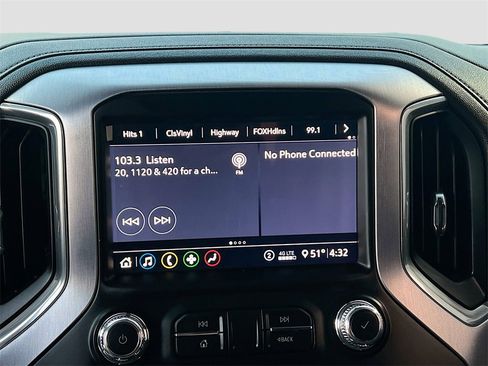 Hits 1 ClsVinyl Highway FOXHdlns 99.1
103.3 Listen
20, 1120 & 420 for a ch...
FM
No Phone Connected
2 4G LTE 51° 4:32
BACK